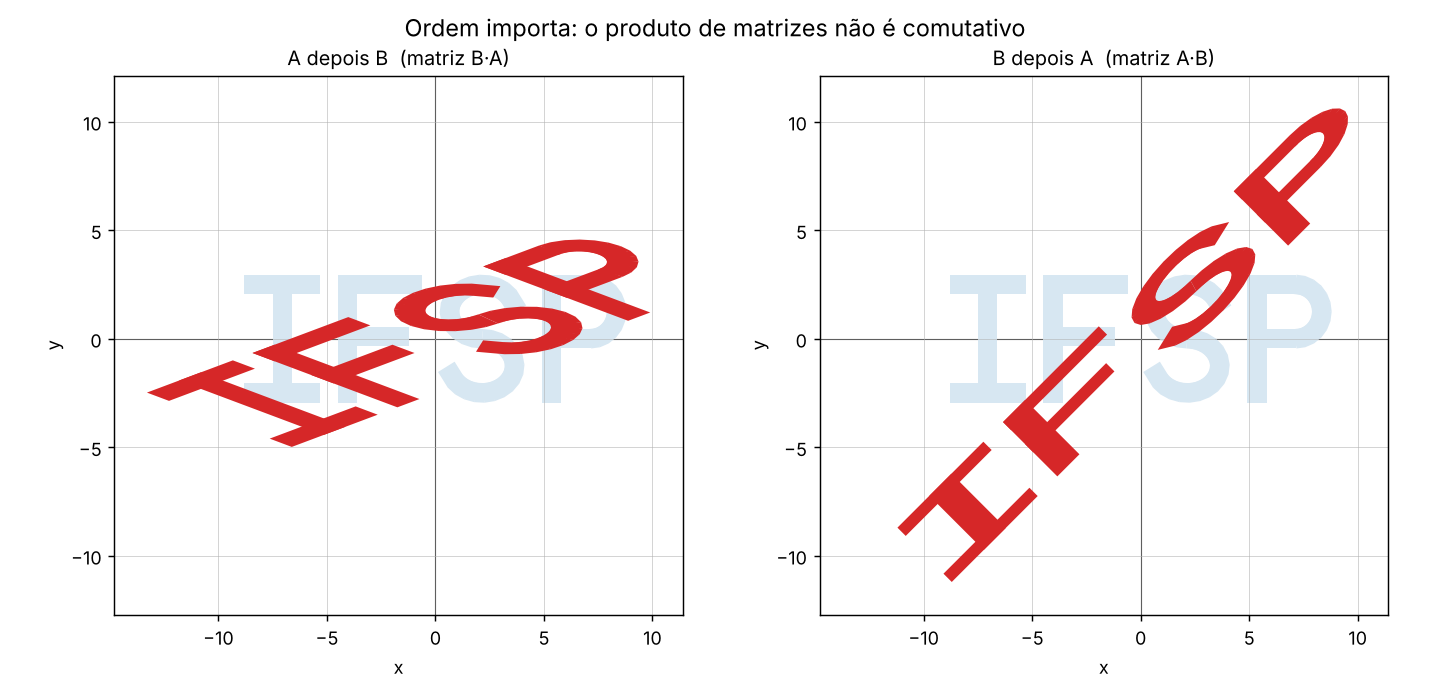 Ordem importa: o produto de matrizes não é comutativo
A depois B  (matriz B·A)
10
5
0
−5
−10
y
IFSP
IFSP
−10
−5
0
5
10
x
B depois A  (matriz A·B)
10
5
0
−5
−10
y
IFSP
IFSP
−10
−5
0
5
10
x